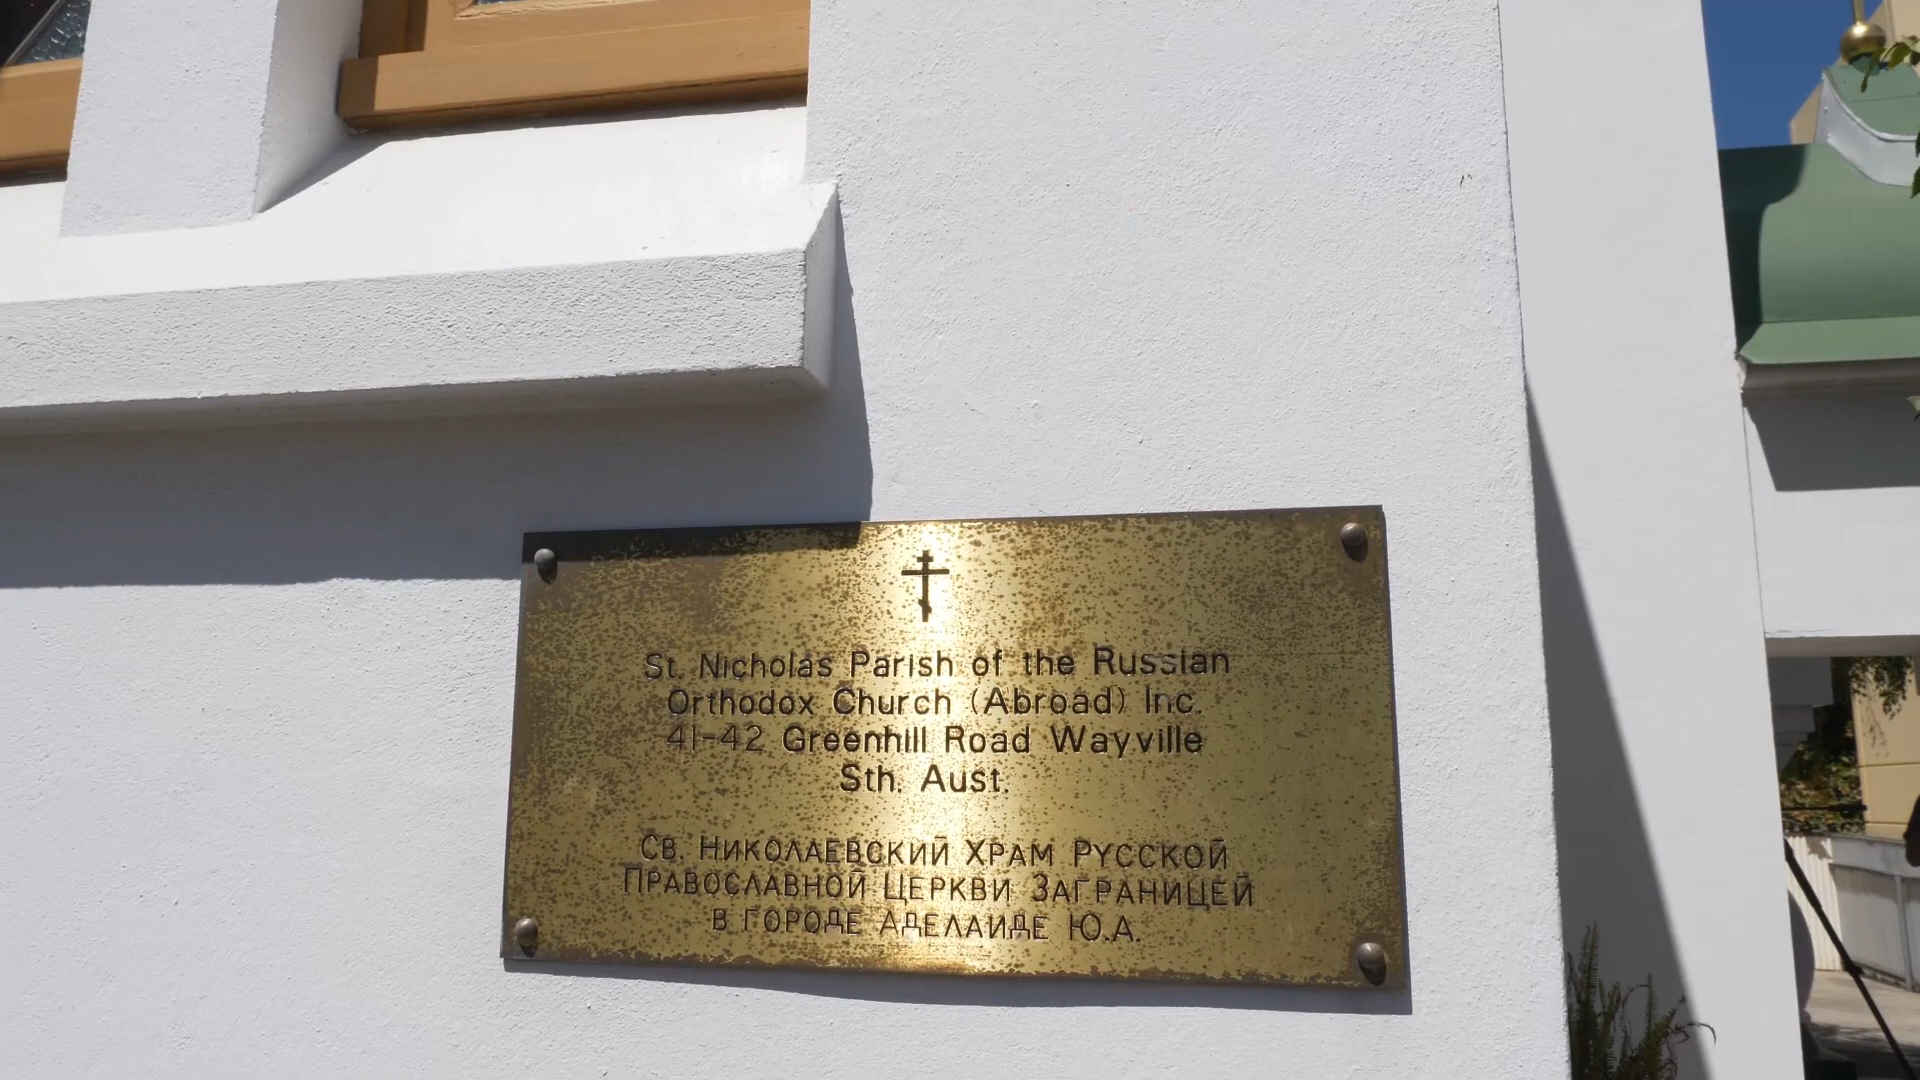 St. Nicholas Parish of the Russian
Orthodox Church (Abroad) Inc.
41-42 Greenhill Road Wayville
Sth. Aust.
Св. Николаевский Храм Русской
Православной Церкви Заграницей
в городе Аделаиде Ю.А.